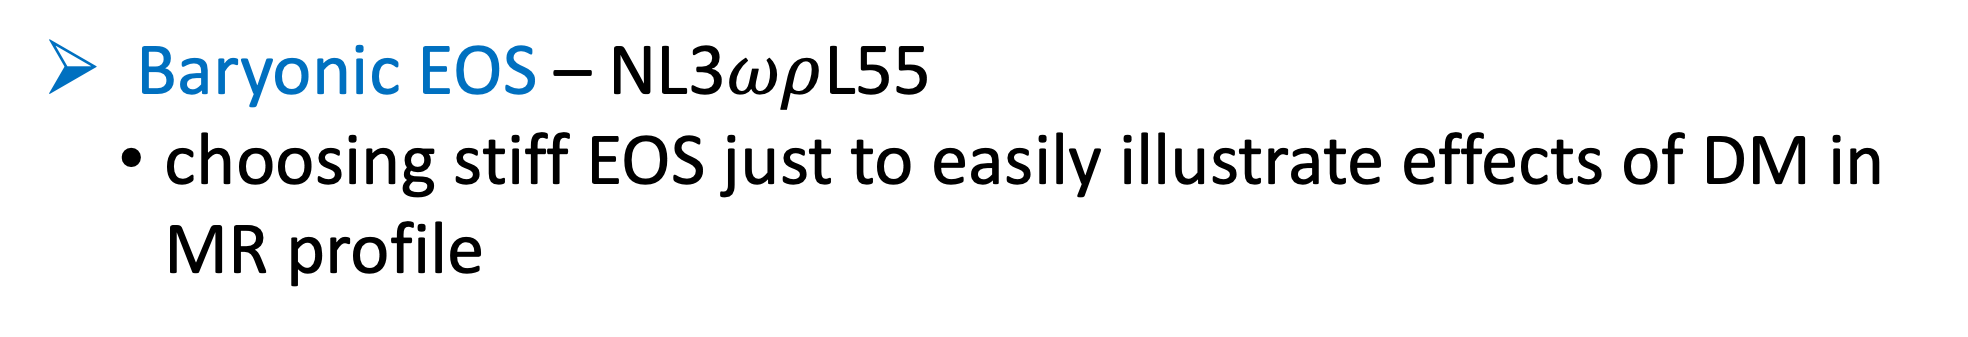 ➢ Baryonic EOS – NL3𝜔𝜌L55
• choosing stiff EOS just to easily illustrate effects of DM in
MR profile